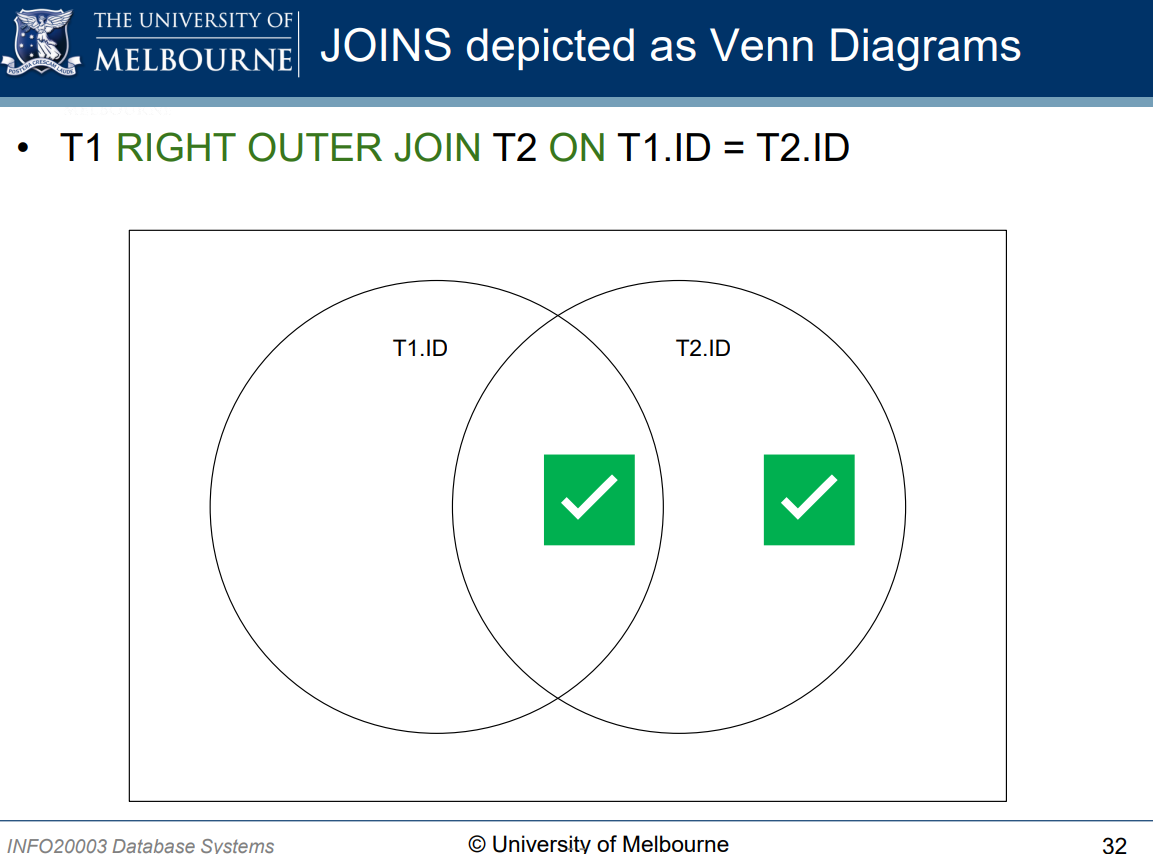 THE UNIVERSITY OF
MELBOURNE
POSTERA CRESCAM LAUDE
JOINS depicted as Venn Diagrams
• T1 RIGHT OUTER JOIN T2 ON T1.ID = T2.ID
T1.ID
T2.ID
INFO20003 Database Systems
© University of Melbourne
32